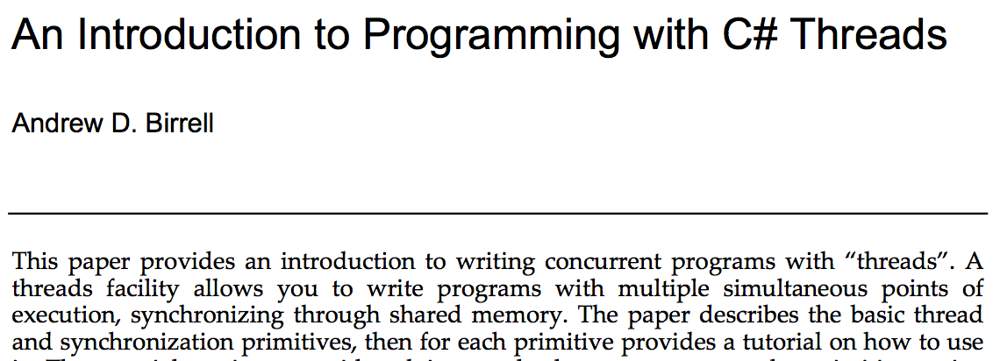 An Introduction to Programming with C# Threads
Andrew D. Birrell
This paper provides an introduction to writing concurrent programs with “threads”. A
threads facility allows you to write programs with multiple simultaneous points of
execution, synchronizing through shared memory. The paper describes the basic thread
and synchronization primitives, then for each primitive provides a tutorial on how to use